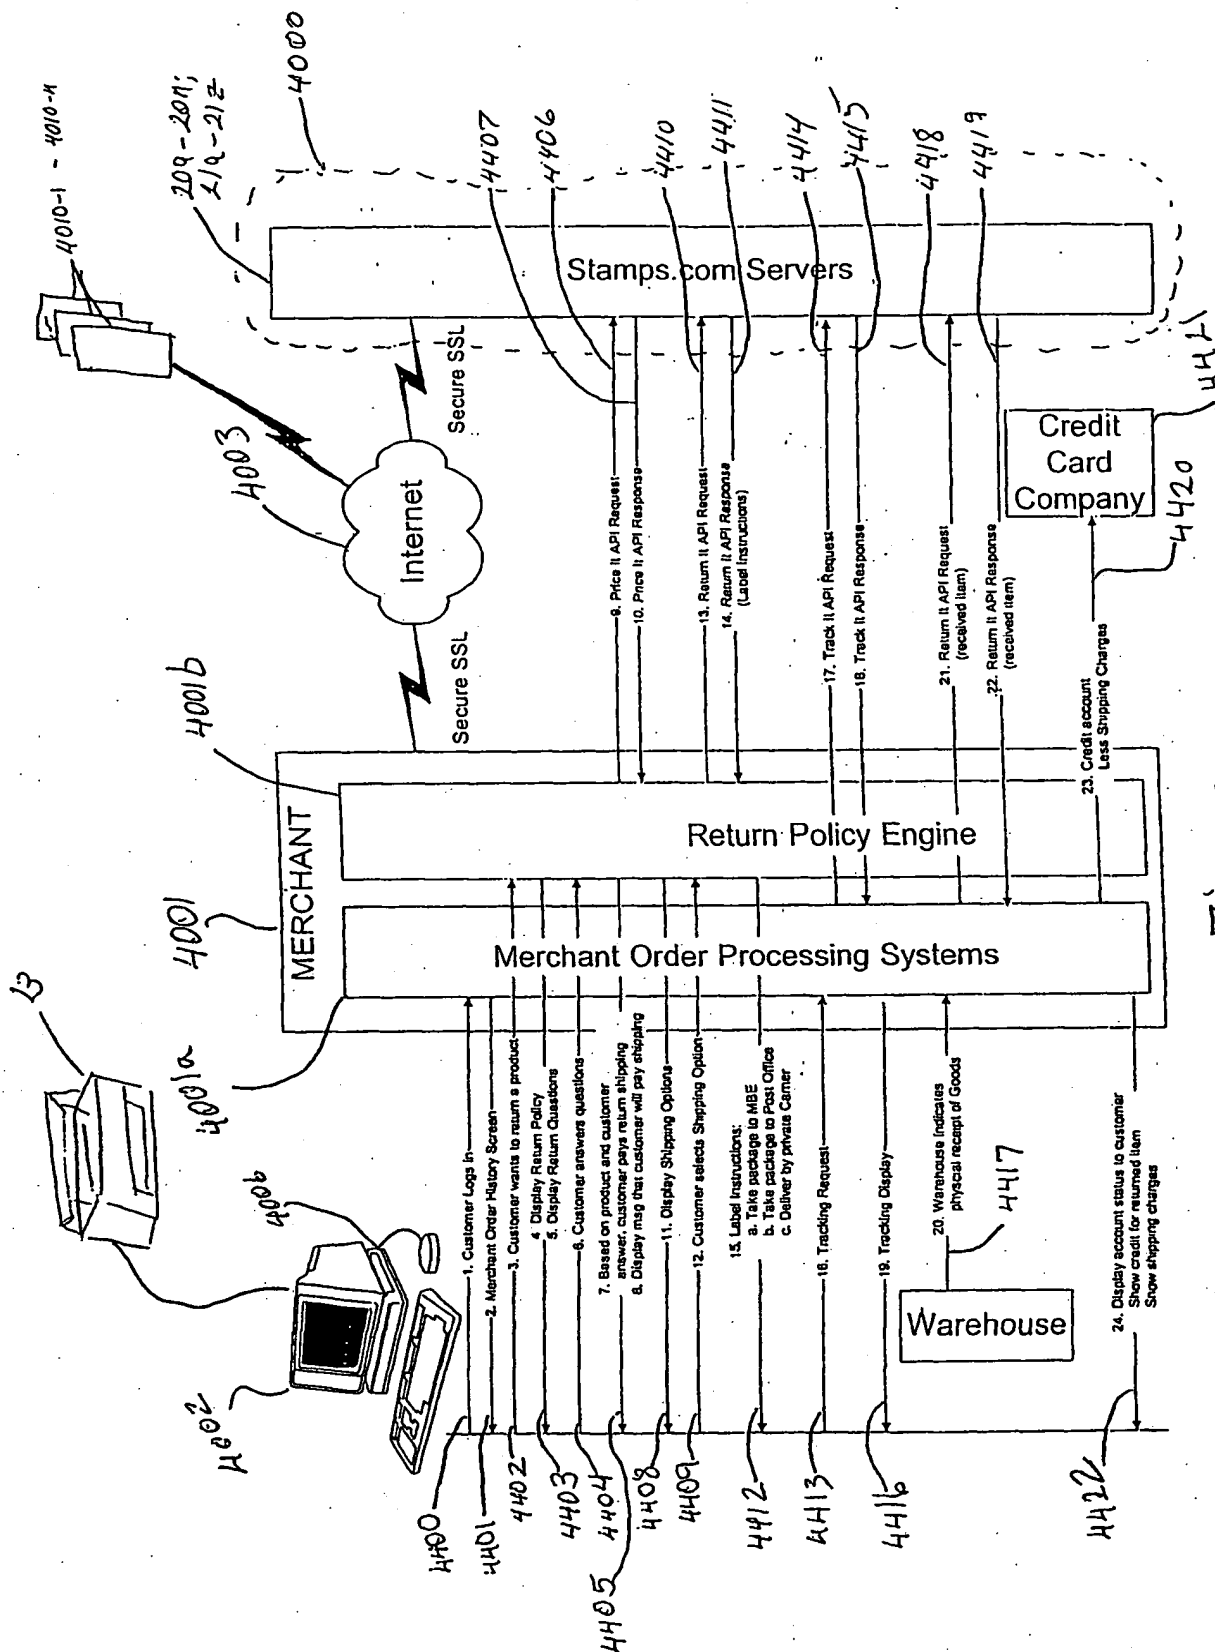 4010-1 - 4010-n
20a-20n;
21a-21z
4000
4003
4001b
4001
4001a
23
4006
4002
Stamps.com Servers
Secure SSL
Internet
Secure SSL
MERCHANT
Return Policy Engine
Merchant Order Processing Systems
1. Customer Logs in
2. Merchant Order History Screen
3. Customer wants to return a product
4. Display Return Policy
5. Display Return Questions
6. Customer answers questions
7. Based on product and customer
answer, customer pays return shipping
8. Display msg that customer will pay shipping
9. Price It API Request
10. Price It API Response
11. Display Shipping Options
12. Customer selects Shipping Option
13. Return It API Request
14. Return It API Response
(Label Instructions)
15. Label Instructions:
a. Take package to MBE
b. Take package to Post Office
c. Deliver by private Carrier
16. Tracking Request
17. Track It API Request
18. Track It API Response
19. Tracking Display
20. Warehouse Indicates
physical receipt of Goods
Warehouse
21. Return It API Request
(received item)
22. Return It API Response
(received item)
23. Credit account
Less Shipping Charges
Credit
Card
Company
24. Display account status to customer
Show credit for returned item
Snow shipping charges
4400
4401
4402
4403
4404
4405
4408
4409
4412
4413
4416
4417
4422
4407
4406
4410
4411
4414
4415
4418
4419
4420
4421